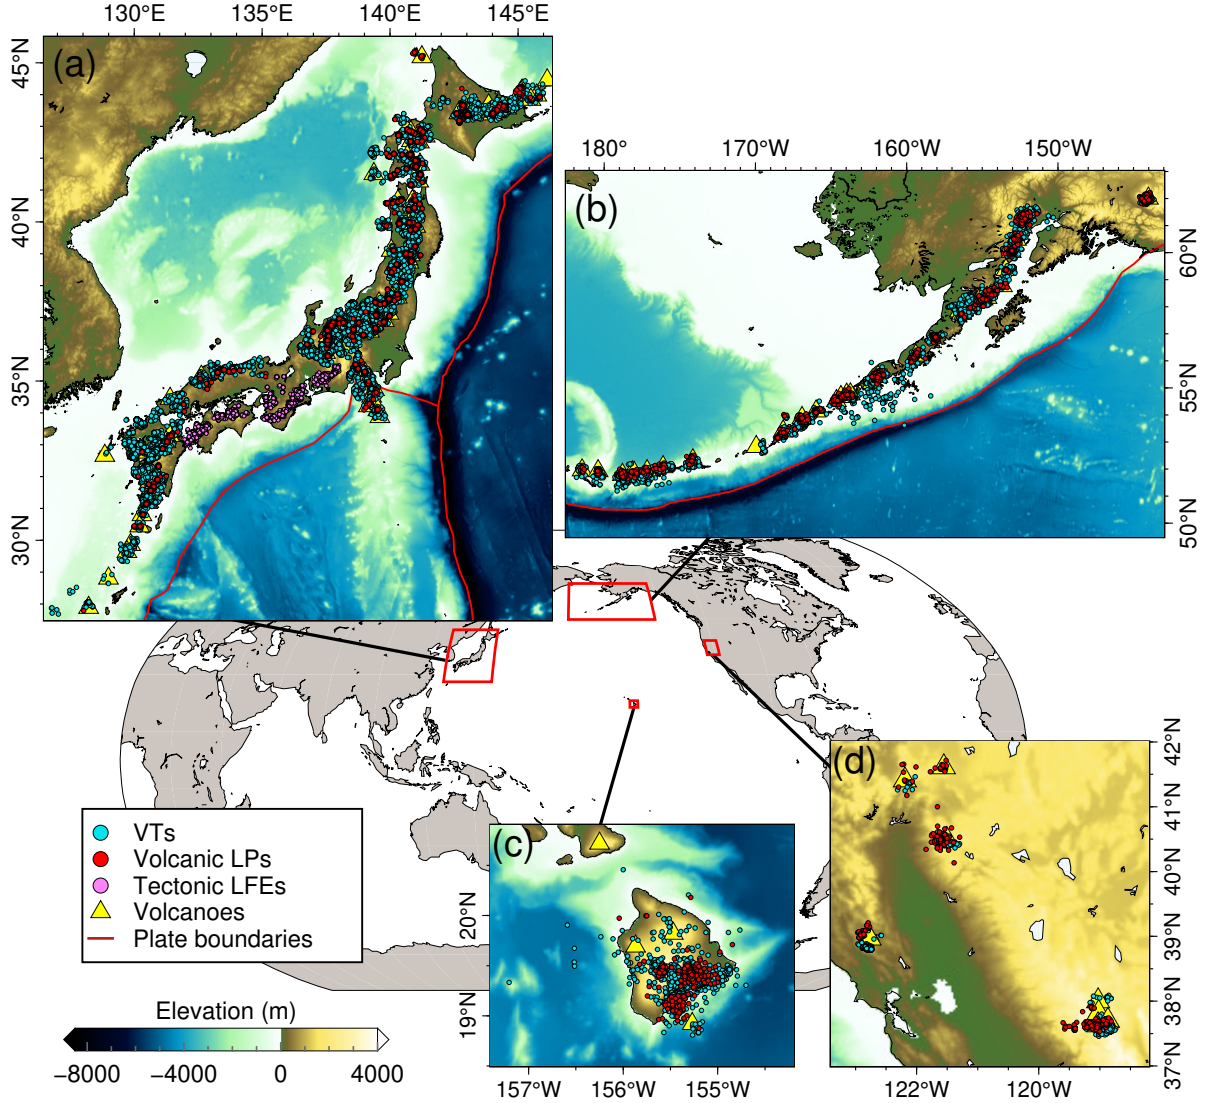 130°E 135°E 140°E 145°E
(a)
45°N
40°N
35°N
30°N
180° 170°W 160°W 150°W
(b)
60°N
55°N
50°N
VTs
Volcanic LPs
Tectonic LFEs
Volcanoes
Plate boundaries
Elevation (m)
−8000 −4000 0 4000
(c)
20°N
19°N
157°W 156°W 155°W
(d)
42°N
41°N
40°N
39°N
38°N
37°N
122°W 120°W